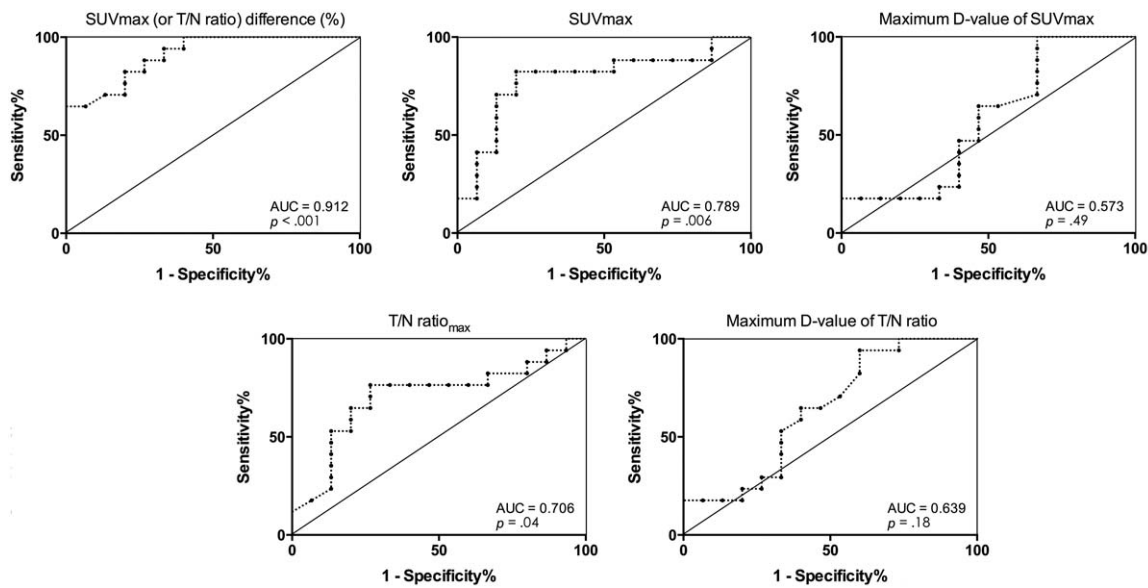 SUVmax (or T/N ratio) difference (%)
100
50
0
Sensitivity%
AUC = 0.912
p < .001
0 50 100
1 - Specificity%
SUVmax
100
50
0
Sensitivity%
AUC = 0.789
p = .006
0 50 100
1 - Specificity%
Maximum D-value of SUVmax
100
50
0
Sensitivity%
AUC = 0.573
p = .49
0 50 100
1 - Specificity%
T/N ratiomax
100
50
0
Sensitivity%
AUC = 0.706
p = .04
0 50 100
1 - Specificity%
Maximum D-value of T/N ratio
100
50
0
Sensitivity%
AUC = 0.639
p = .18
0 50 100
1 - Specificity%